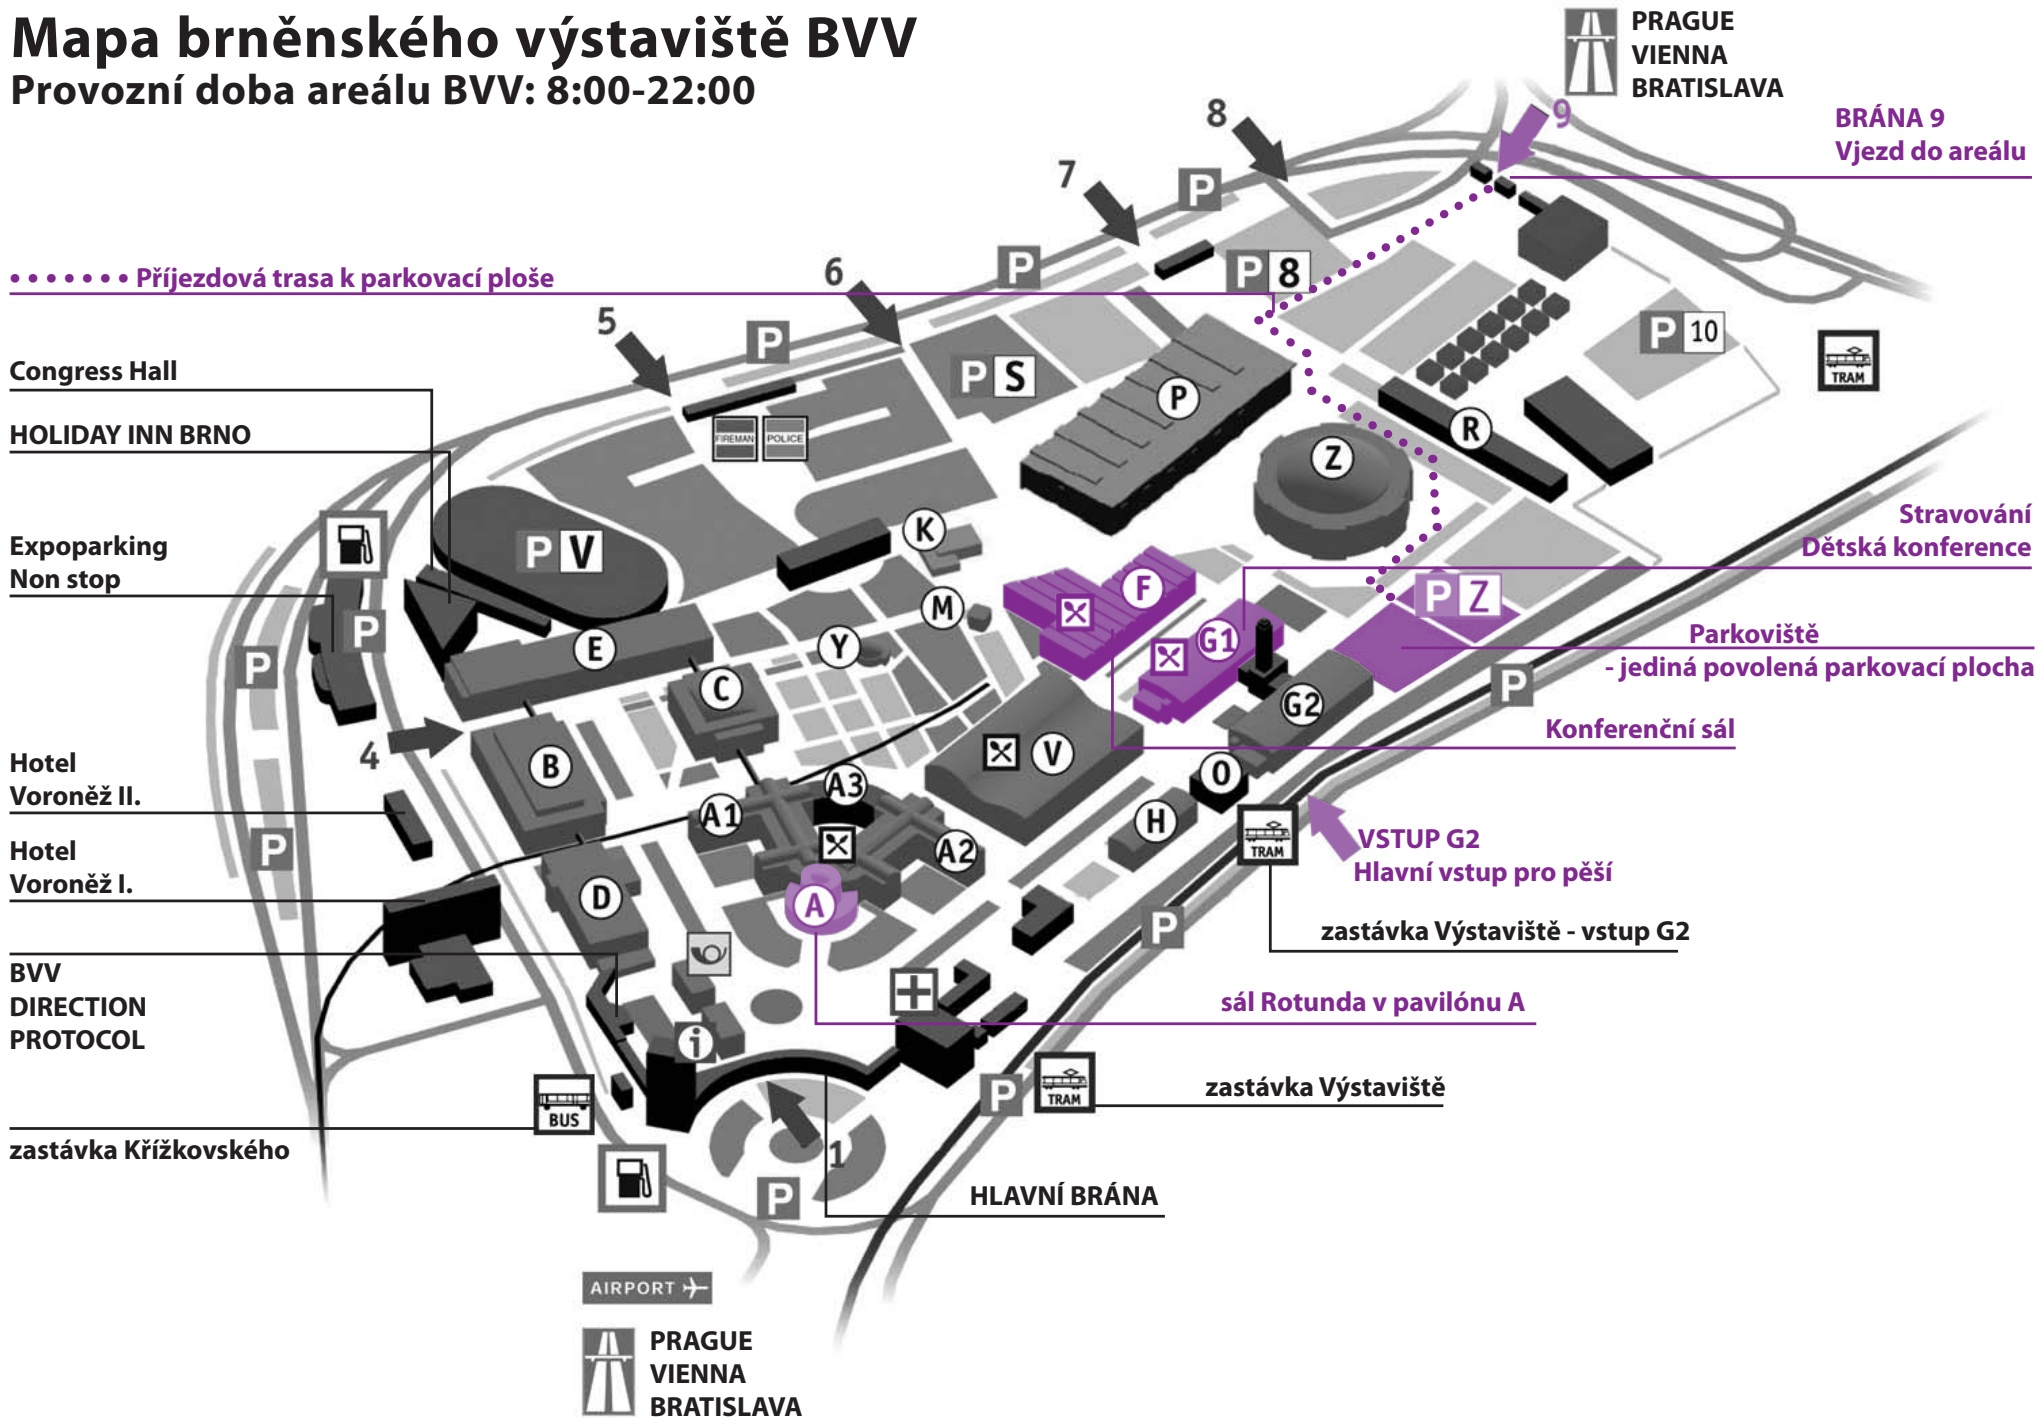 Mapa brněnského výstaviště BVV
Provozní doba areálu BVV: 8:00-22:00
PRAGUE
VIENNA
BRATISLAVA
BRÁNA 9
Vjezd do areálu
9
8
7
6
5
P
P
P
P 8
Příjezdová trasa k parkovací ploše
P 10
TRAM
Congress Hall
HOLIDAY INN BRNO
Expoparking
Non stop
FIREMAN
POLICE
P S
P
R
Z
P V
K
F
M
Y
E
C
G1
G2
P Z
P
P
Stravování
Dětská konference
Parkoviště
- jediná povolená parkovací plocha
P
Konferenční sál
4
B
V
O
H
A3
A1
A2
A
D
Hotel
Voroněž II.
Hotel
Voroněž I.
P
TRAM
VSTUP G2
Hlavní vstup pro pěší
zastávka Výstaviště - vstup G2
P
BVV
DIRECTION
PROTOCOL
sál Rotunda v pavilónu A
i
BUS
zastávka Křížkovského
P
TRAM
zastávka Výstaviště
1
P
HLAVNÍ BRÁNA
AIRPORT
PRAGUE
VIENNA
BRATISLAVA